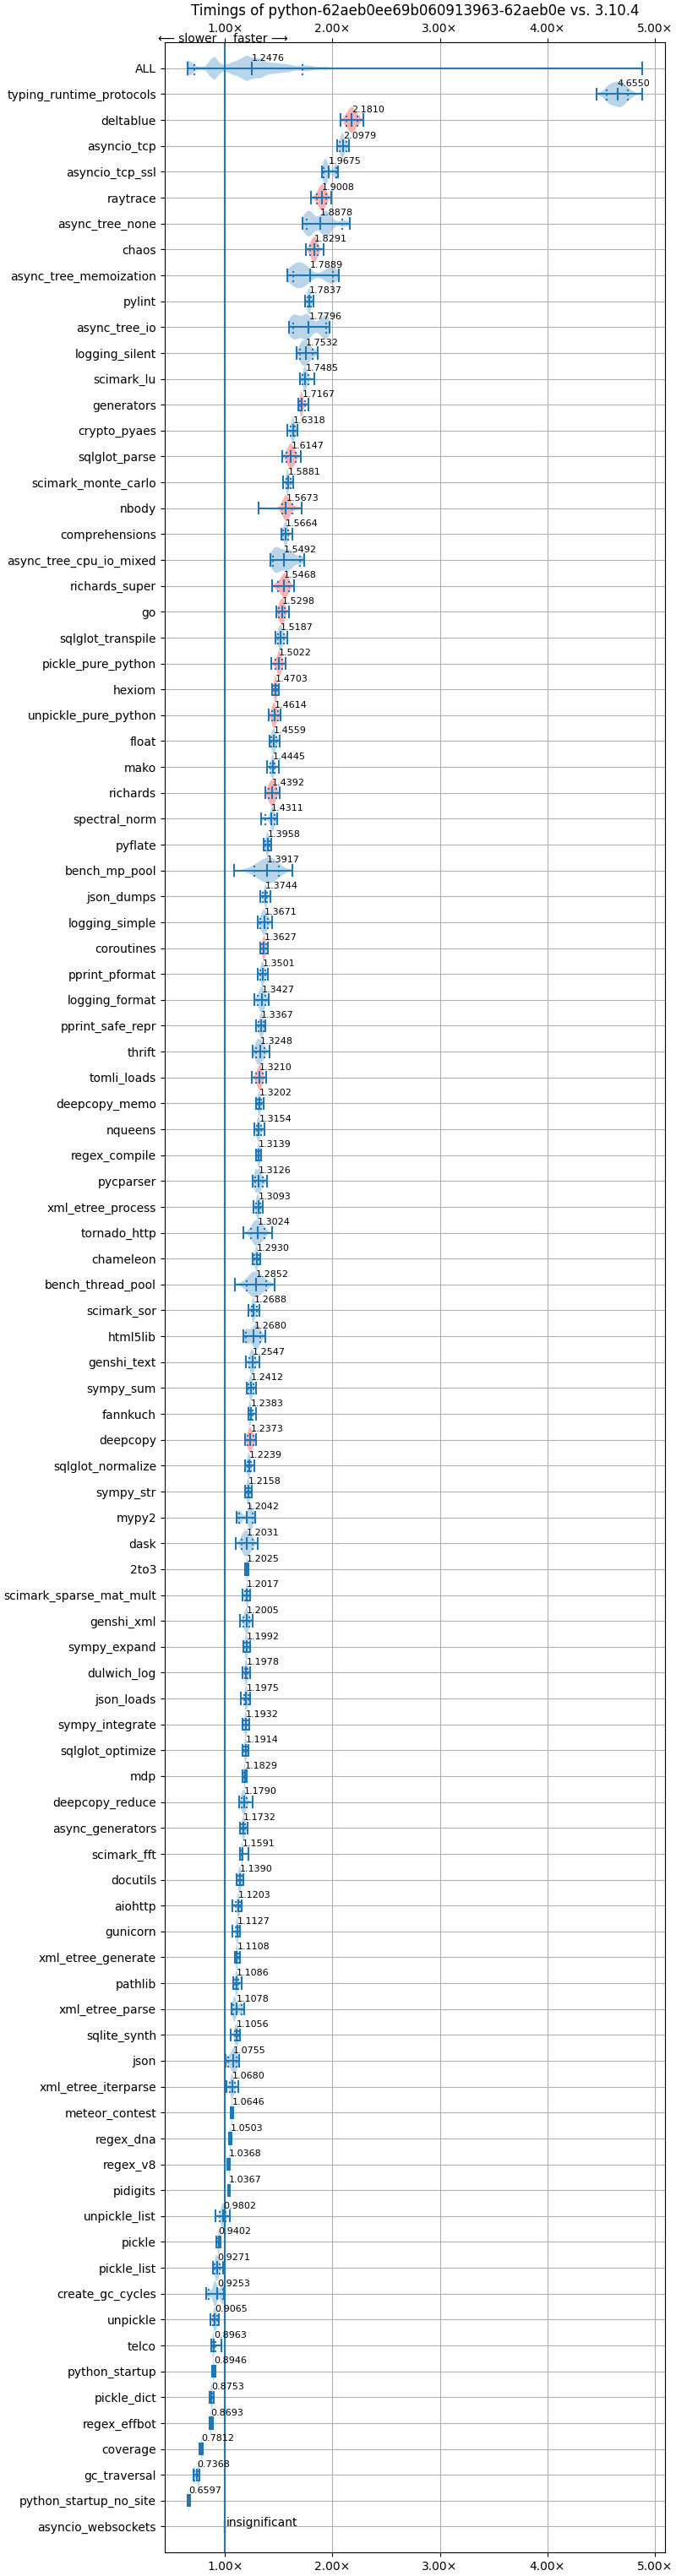 Timings of python-62aeb0ee69b060913963-62aeb0e vs. 3.10.4
1.00× 2.00× 3.00× 4.00× 5.00×
⟵ slower faster ⟶
ALL 1.2476
typing_runtime_protocols 4.6550
deltablue 2.1810
asyncio_tcp 2.0979
asyncio_tcp_ssl 1.9675
raytrace 1.9008
async_tree_none 1.8878
chaos 1.8291
async_tree_memoization 1.7889
pylint 1.7837
async_tree_io 1.7796
logging_silent 1.7532
scimark_lu 1.7485
generators 1.7167
crypto_pyaes 1.6318
sqlglot_parse 1.6147
scimark_monte_carlo 1.5881
nbody 1.5673
comprehensions 1.5664
async_tree_cpu_io_mixed 1.5492
richards_super 1.5468
go 1.5298
sqlglot_transpile 1.5187
pickle_pure_python 1.5022
hexiom 1.4703
unpickle_pure_python 1.4614
float 1.4559
mako 1.4445
richards 1.4392
spectral_norm 1.4311
pyflate 1.3958
bench_mp_pool 1.3917
json_dumps 1.3744
logging_simple 1.3671
coroutines 1.3627
pprint_pformat 1.3501
logging_format 1.3427
pprint_safe_repr 1.3367
thrift 1.3248
tomli_loads 1.3210
deepcopy_memo 1.3202
nqueens 1.3154
regex_compile 1.3139
pycparser 1.3126
xml_etree_process 1.3093
tornado_http 1.3024
chameleon 1.2930
bench_thread_pool 1.2852
scimark_sor 1.2688
html5lib 1.2680
genshi_text 1.2547
sympy_sum 1.2412
fannkuch 1.2383
deepcopy 1.2373
sqlglot_normalize 1.2239
sympy_str 1.2158
mypy2 1.2042
dask 1.2031
2to3 1.2025
scimark_sparse_mat_mult 1.2017
genshi_xml 1.2005
sympy_expand 1.1992
dulwich_log 1.1978
json_loads 1.1975
sympy_integrate 1.1932
sqlglot_optimize 1.1914
mdp 1.1829
deepcopy_reduce 1.1790
async_generators 1.1732
scimark_fft 1.1591
docutils 1.1390
aiohttp 1.1203
gunicorn 1.1127
xml_etree_generate 1.1108
pathlib 1.1086
xml_etree_parse 1.1078
sqlite_synth 1.1056
json 1.0755
xml_etree_iterparse 1.0680
meteor_contest 1.0646
regex_dna 1.0503
regex_v8 1.0368
pidigits 1.0367
unpickle_list 0.9802
pickle 0.9402
pickle_list 0.9271
create_gc_cycles 0.9253
unpickle 0.9065
telco 0.8963
python_startup 0.8946
pickle_dict 0.8753
regex_effbot 0.8693
coverage 0.7812
gc_traversal 0.7368
python_startup_no_site 0.6597
asyncio_websockets insignificant
1.00× 2.00× 3.00× 4.00× 5.00×